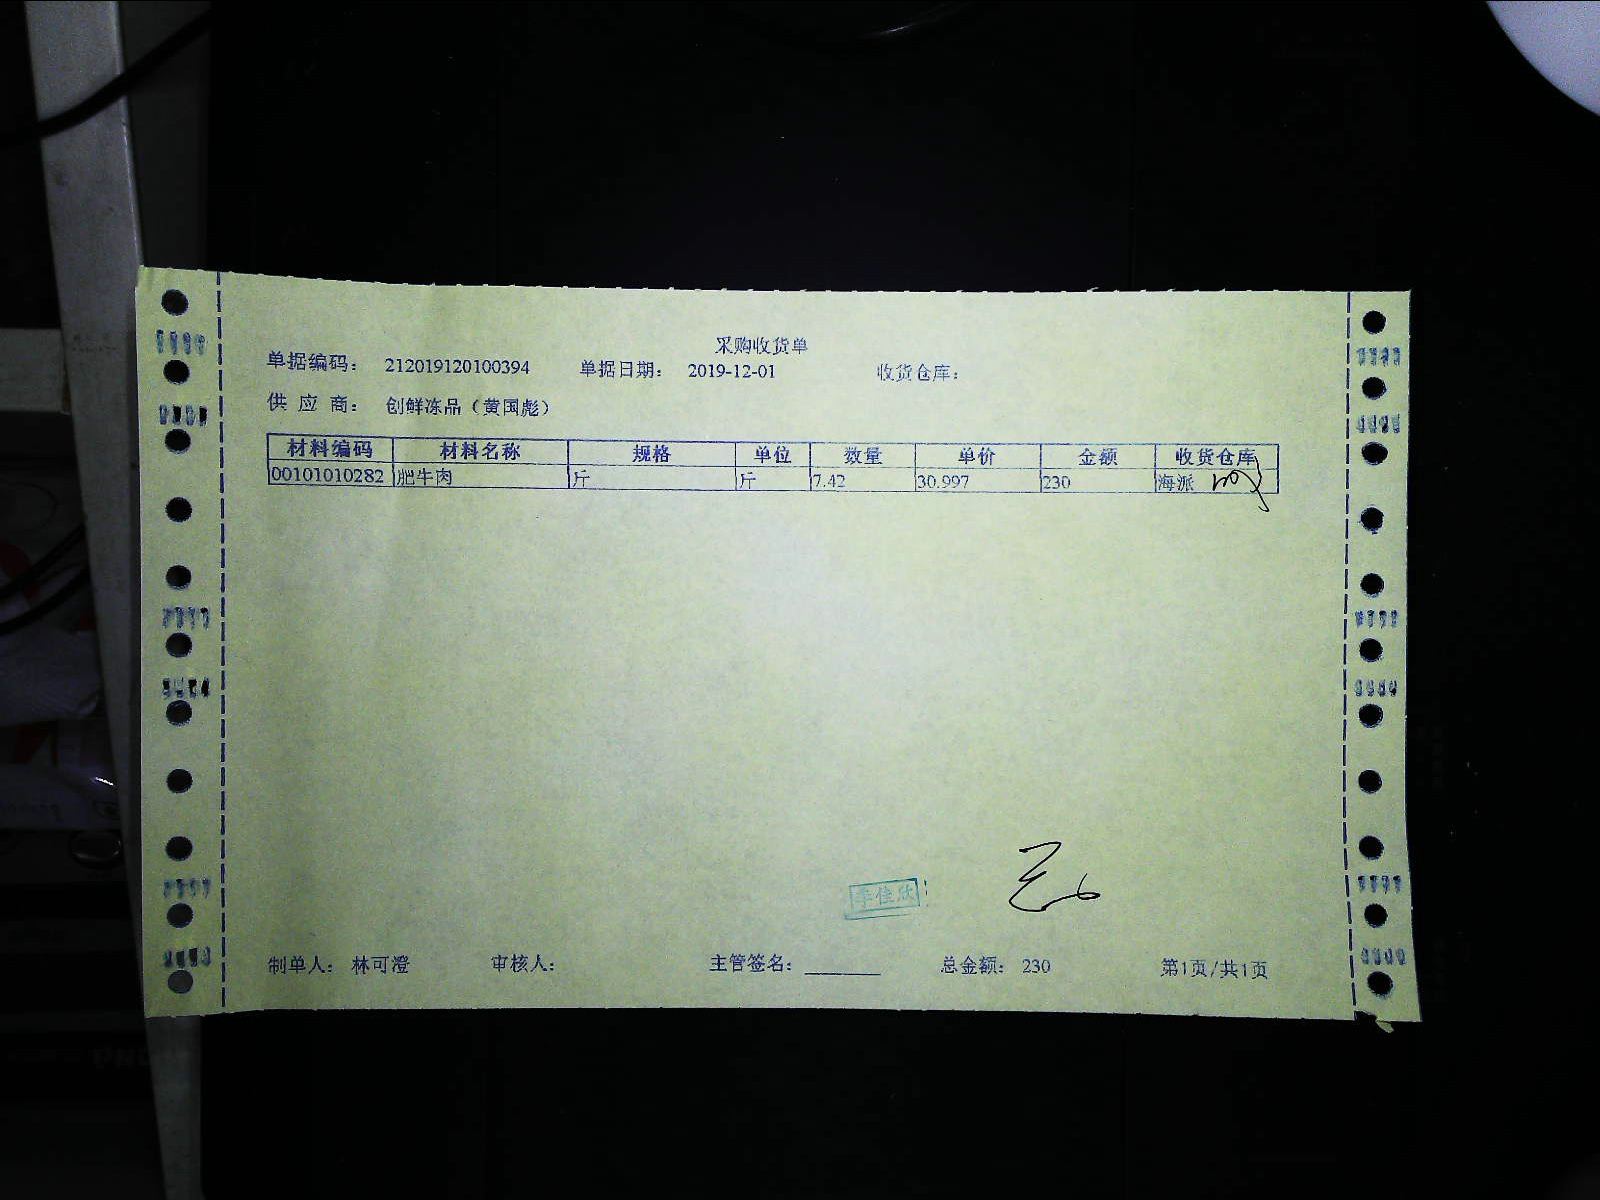 采购收货单
单据编码： 212019120100394 单据日期： 2019-12-01 收货仓库：
供 应 商： 创鲜冻品（黄国彪）
材料编码 材料名称 规格 单位 数量 单价 金额 收货仓库
00101010282 肥牛肉 斤 斤 7.42 30.997 230 海派
李佳欣
制单人： 林可澄 审核人： 主管签名： ________ 总金额： 230 第1页/共1页